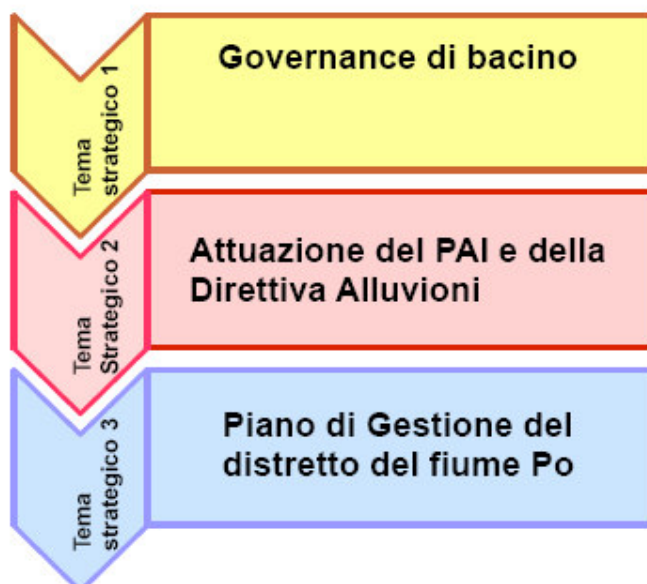 Tema
strategico 1
Governance di bacino
Tema
Strategico 2
Attuazione del PAI e della
Direttiva Alluvioni
Tema
strategico 3
Piano di Gestione del
distretto del fiume Po